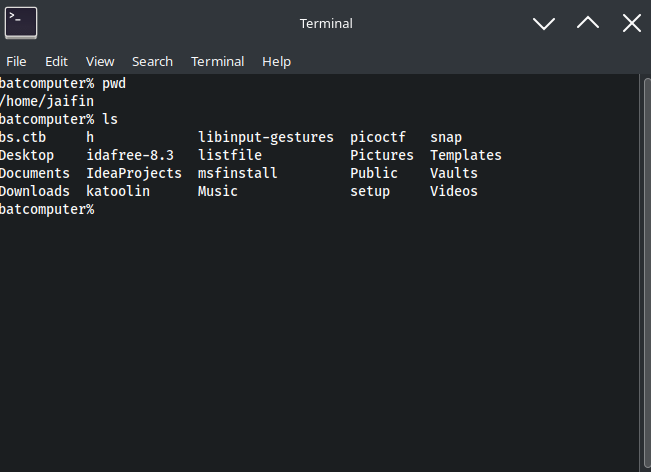 >_
Terminal
File Edit View Search Terminal Help
batcomputer% pwd
/home/jaifin
batcomputer% ls
bs.ctb h libinput-gestures picoctf snap
Desktop idafree-8.3 listfile Pictures Templates
Documents IdeaProjects msfinstall Public Vaults
Downloads katoolin Music setup Videos
batcomputer%